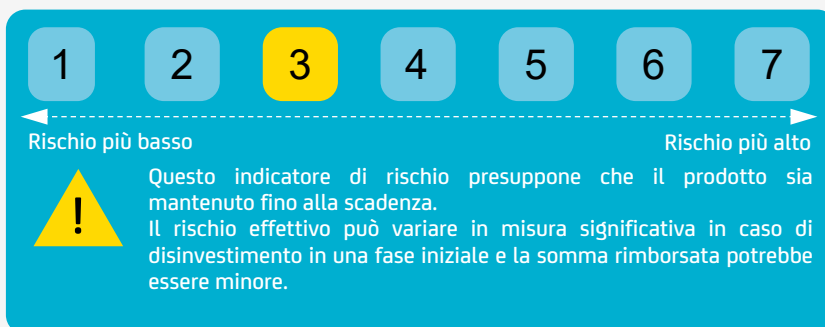 1 2 3 4 5 6 7
Rischio più basso Rischio più alto
!
Questo indicatore di rischio presuppone che il prodotto sia
mantenuto fino alla scadenza.
Il rischio effettivo può variare in misura significativa in caso di
disinvestimento in una fase iniziale e la somma rimborsata potrebbe
essere minore.